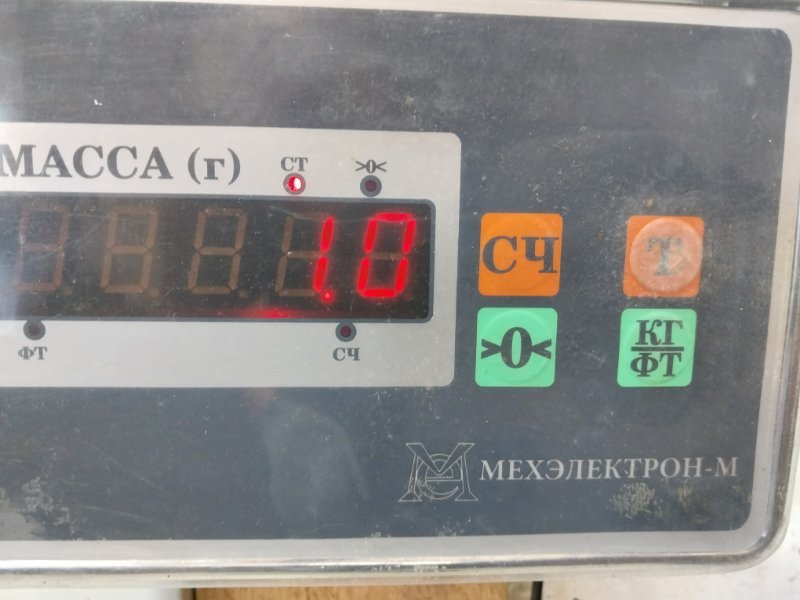 МАССА (г)
СТ >0<
1.0
СЧ Т
ФТ СЧ
>0< КГ
ФТ
МЕХЭЛЕКТРОН-М